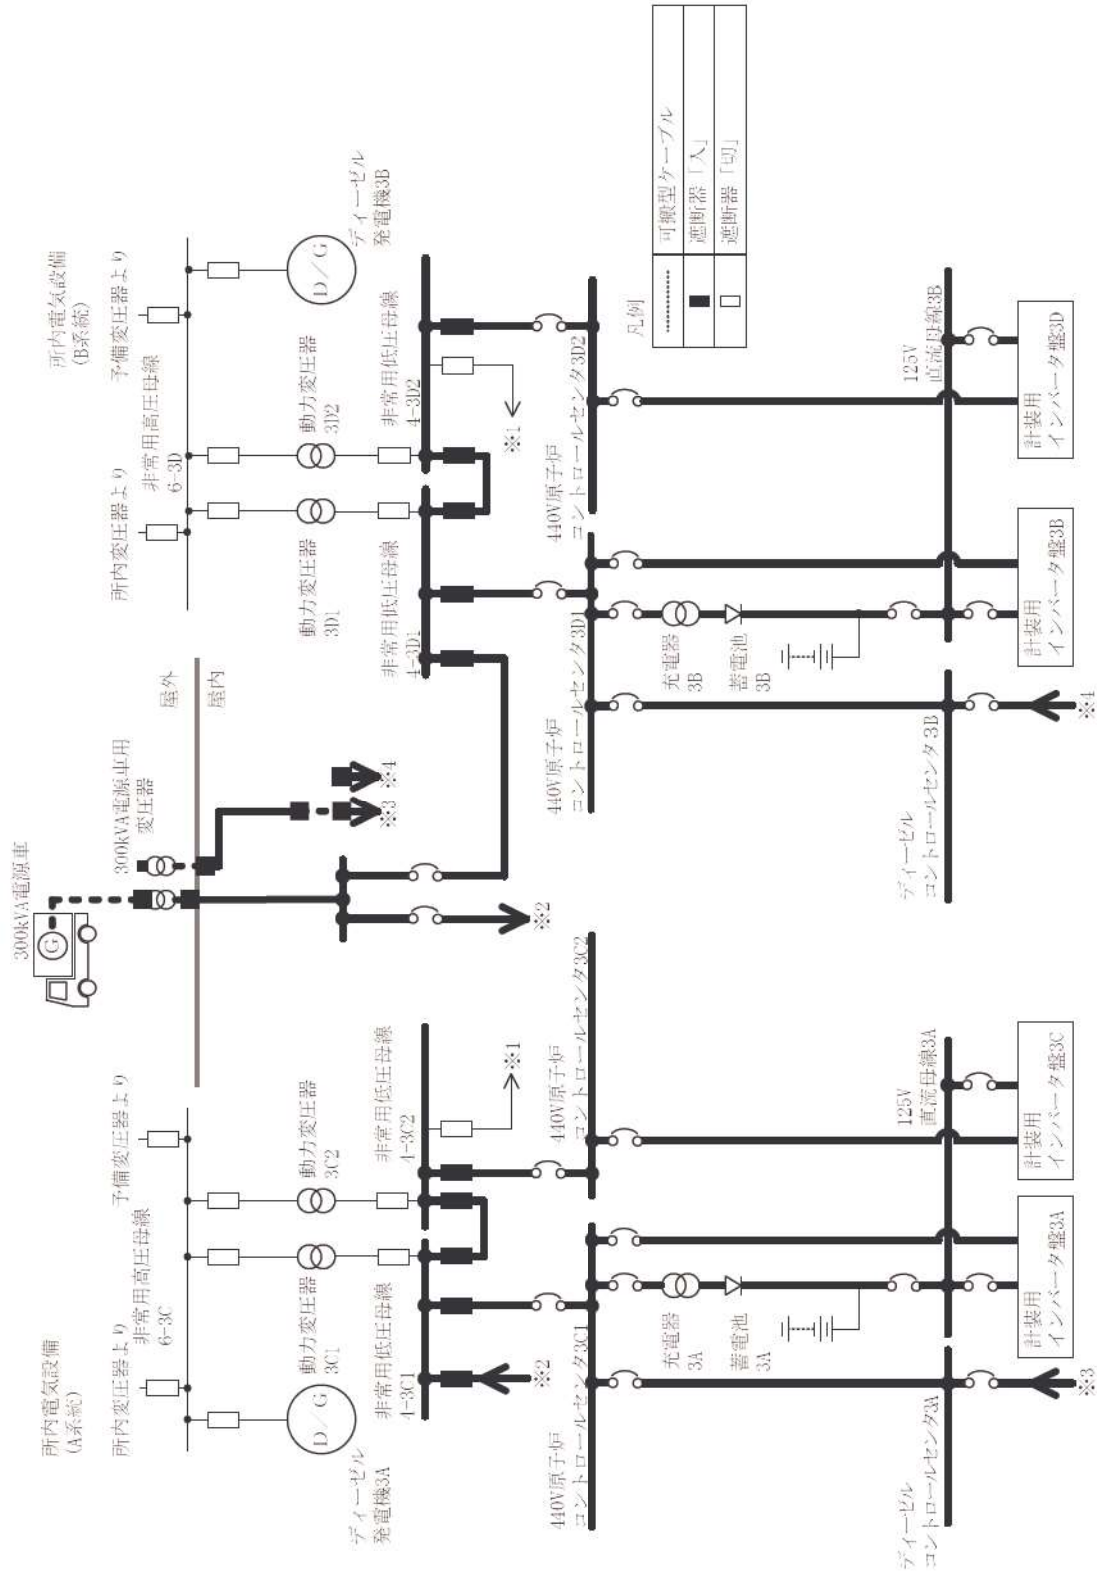 所内電気設備
(A系統)
所内変圧器より
非常用高圧母線
6-3C
予備変圧器より
動力変圧器
3C1
動力変圧器
3C2
D/G
ディーゼル
発電機3A
非常用低圧母線
4-3C1
非常用低圧母線
4-3C2
※2
※1
440V原子炉
コントロールセンタ3C1
440V原子炉
コントロールセンタ3C2
充電器
3A
蓄電池
3A
125V
直流母線3A
ディーゼル
コントロールセンタ3A
※3
計装用
インバータ盤3A
計装用
インバータ盤3C
300kVA電源車
G
300kVA電源車用
変圧器
屋外
屋内
※2
※3
※4
所内電気設備
(B系統)
所内変圧器より
非常用高圧母線
6-3D
予備変圧器より
動力変圧器
3D1
動力変圧器
3D2
D/G
ディーゼル
発電機3B
非常用低圧母線
4-3D1
非常用低圧母線
4-3D2
※1
440V原子炉
コントロールセンタ3D1
440V原子炉
コントロールセンタ3D2
充電器
3B
蓄電池
3B
125V
直流母線3B
ディーゼル
コントロールセンタ3B
※4
計装用
インバータ盤3B
計装用
インバータ盤3D
凡例
可搬型ケーブル
遮断器「入」
遮断器「切」